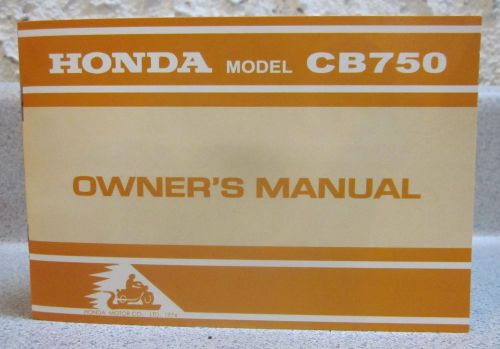 HONDA MODEL CB750
OWNER'S MANUAL
HONDA MOTOR CO., LTD. 1974